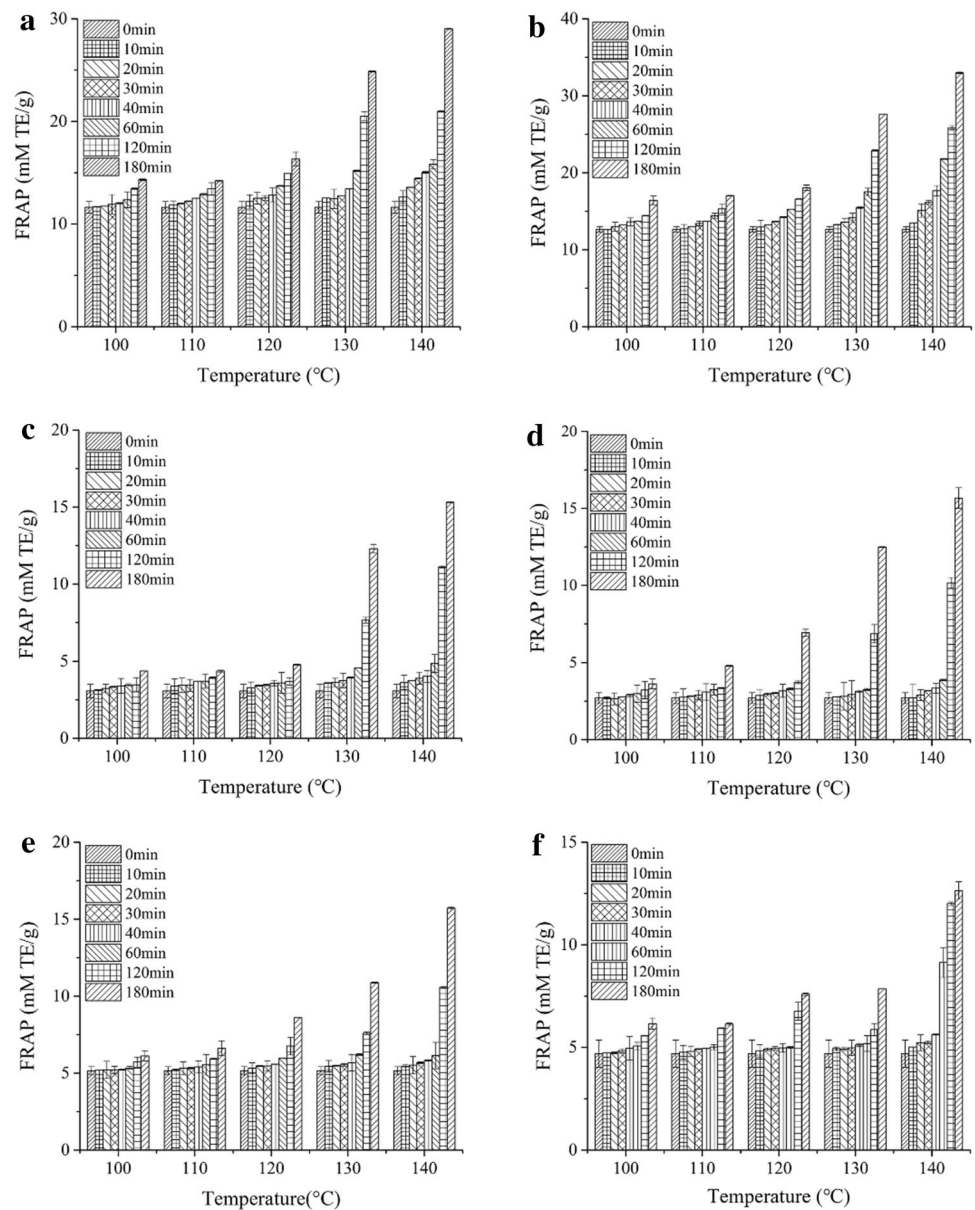 a
30
20
10
0
FRAP (mM TE/g)
0min
10min
20min
30min
40min
60min
120min
180min
100 110 120 130 140
Temperature (℃)
b
40
30
20
10
0
FRAP (mM TE/g)
0min
10min
20min
30min
40min
60min
120min
180min
100 110 120 130 140
Temperature (℃)
c
20
15
10
5
0
FRAP (mM TE/g)
0min
10min
20min
30min
40min
60min
120min
180min
100 110 120 130 140
Temperature (℃)
d
20
15
10
5
0
FRAP (mM TE/g)
0min
10min
20min
30min
40min
60min
120min
180min
100 110 120 130 140
Temperature (℃)
e
20
15
10
5
0
FRAP (mM TE/g)
0min
10min
20min
30min
40min
60min
120min
180min
100 110 120 130 140
Temperature(℃)
f
15
10
5
0
FRAP (mM TE/g)
0min
10min
20min
30min
40min
60min
120min
180min
100 110 120 130 140
Temperature (℃)